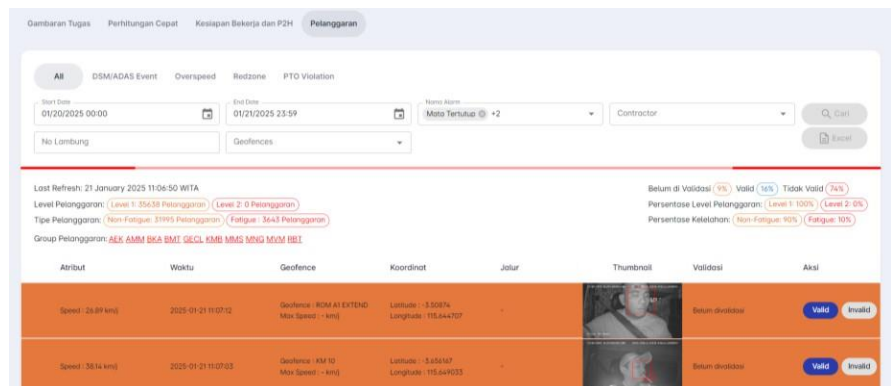 Gambaran Tugas Perhitungan Cepat Kesiapan Bekerja dan P2H Pelanggaran
All DSM/ADAS Event Overspeed Redzone PTO Violation
Start Date End Date Nama Alarm
01/20/2025 00:00 01/21/2025 23:59 Mata Tertutup +2 Contractor Cari
No Lambung Geofences Excel
Last Refresh: 21 January 2025 11:06:50 WITA Belum di Validasi 9% Valid 16% Tidak Valid 74%
Level Pelanggaran: Level 1: 35638 Pelanggaran Level 2: 0 Pelanggaran Persentase Level Pelanggaran: Level 1: 100% Level 2: 0%
Tipe Pelanggaran: Non-Fatigue: 31995 Pelanggaran Fatigue : 3643 Pelanggaran Persentase Kelelahan: Non-Fatigue: 90% Fatigue: 10%
Group Pelanggaran: AEK AMM BKA BMT GECL KMB MMS MNG MVM RBT
Atribut Waktu Geofence Koordinat Jalur Thumbnail Validasi Aksi
Speed : 26.89 km/j 2025-01-21 11:07:12 Geofence : ROM A1 EXTEND Latitude : -3.50874 - Belum divalidasi Valid Invalid
Max Speed : - km/j Longitude : 115.644707
Speed : 38.14 km/j 2025-01-21 11:07:03 Geofence : KM 10 Latitude : -3.656167 - Belum divalidasi Valid Invalid
Max Speed : - km/j Longitude : 115.649033